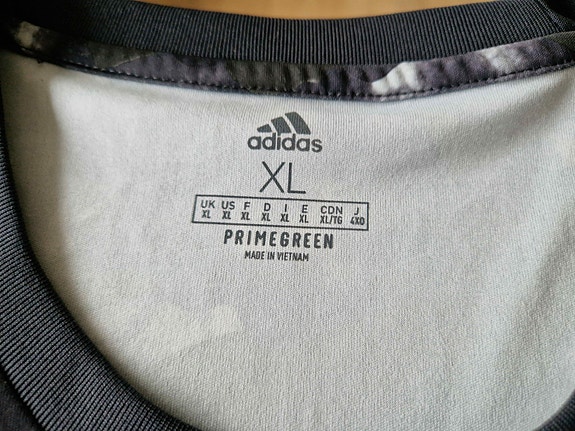 adidas
XL
UK US F D I E CDN J
XL XL XL XL XL XL XL/TG 4XO
PRIMEGREEN
MADE IN VIETNAM